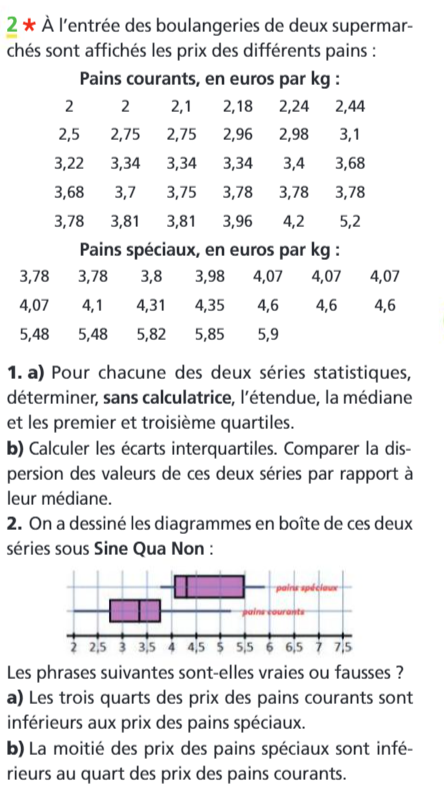 2 * À l'entrée des boulangeries de deux supermar-
chés sont affichés les prix des différents pains :
Pains courants, en euros par kg :
2 2 2,1 2,18 2,24 2,44
2,5 2,75 2,75 2,96 2,98 3,1
3,22 3,34 3,34 3,34 3,4 3,68
3,68 3,7 3,75 3,78 3,78 3,78
3,78 3,81 3,81 3,96 4,2 5,2
Pains spéciaux, en euros par kg :
3,78 3,78 3,8 3,98 4,07 4,07 4,07
4,07 4,1 4,31 4,35 4,6 4,6 4,6
5,48 5,48 5,82 5,85 5,9
1. a) Pour chacune des deux séries statistiques,
déterminer, sans calculatrice, l'étendue, la médiane
et les premier et troisième quartiles.
b) Calculer les écarts interquartiles. Comparer la dis-
persion des valeurs de ces deux séries par rapport à
leur médiane.
2. On a dessiné les diagrammes en boîte de ces deux
séries sous Sine Qua Non :
pains spéciaux
pains courants
2 2,5 3 3,5 4 4,5 5 5,5 6 6,5 7 7,5
Les phrases suivantes sont-elles vraies ou fausses ?
a) Les trois quarts des prix des pains courants sont
inférieurs aux prix des pains spéciaux.
b) La moitié des prix des pains spéciaux sont infé-
rieurs au quart des prix des pains courants.